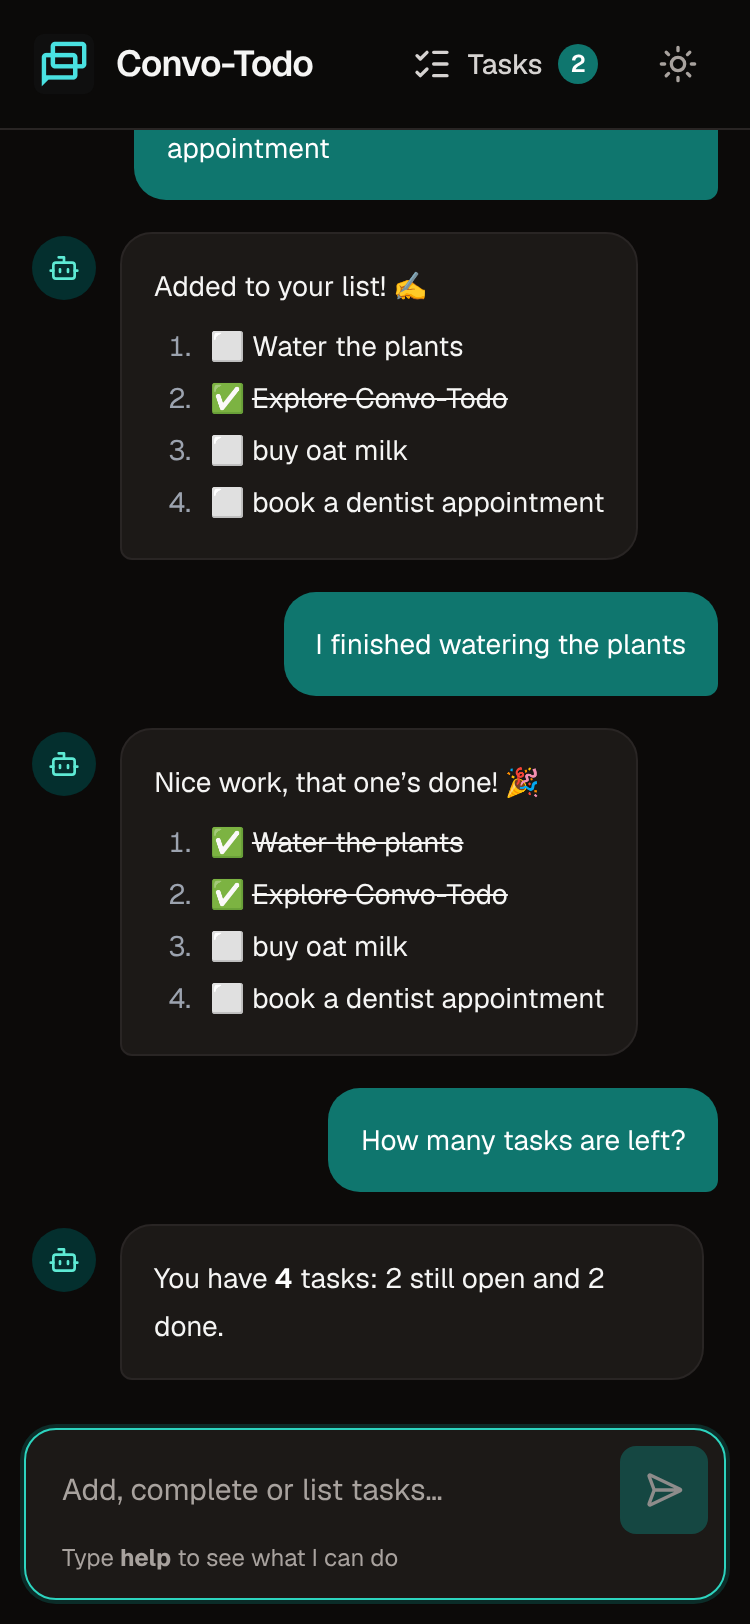 Convo-Todo
Tasks 2
appointment
Added to your list! ✍️
1. ⬜ Water the plants
2. ✅ Explore Convo-Todo
3. ⬜ buy oat milk
4. ⬜ book a dentist appointment
I finished watering the plants
Nice work, that one’s done! 🎉
1. ✅ Water the plants
2. ✅ Explore Convo-Todo
3. ⬜ buy oat milk
4. ⬜ book a dentist appointment
How many tasks are left?
You have 4 tasks: 2 still open and 2
done.
Add, complete or list tasks...
Type help to see what I can do